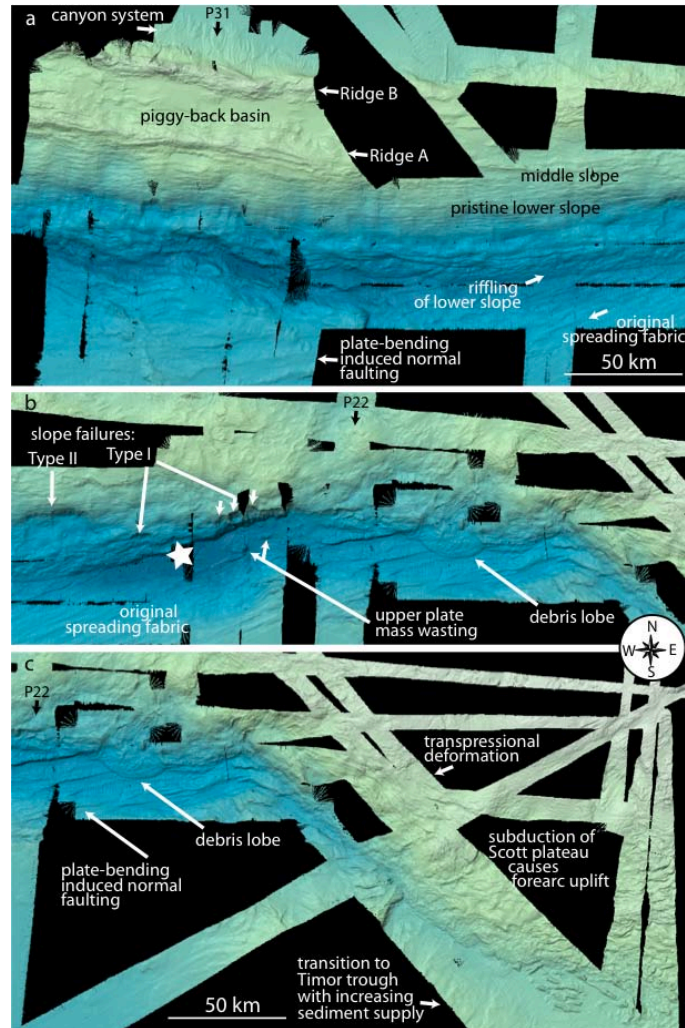 a
canyon system
P31
Ridge B
piggy-back basin
Ridge A
middle slope
pristine lower slope
riffling
of lower slope
original
spreading fabric
plate-bending
induced normal
faulting
50 km
b
P22
slope failures:
Type II
Type I
original
spreading fabric
upper plate
mass wasting
debris lobe
N
W
E
S
c
P22
transpressional
deformation
debris lobe
subduction of
Scott plateau
causes
forearc uplift
plate-bending
induced normal
faulting
50 km
transition to
Timor trough
with increasing
sediment supply